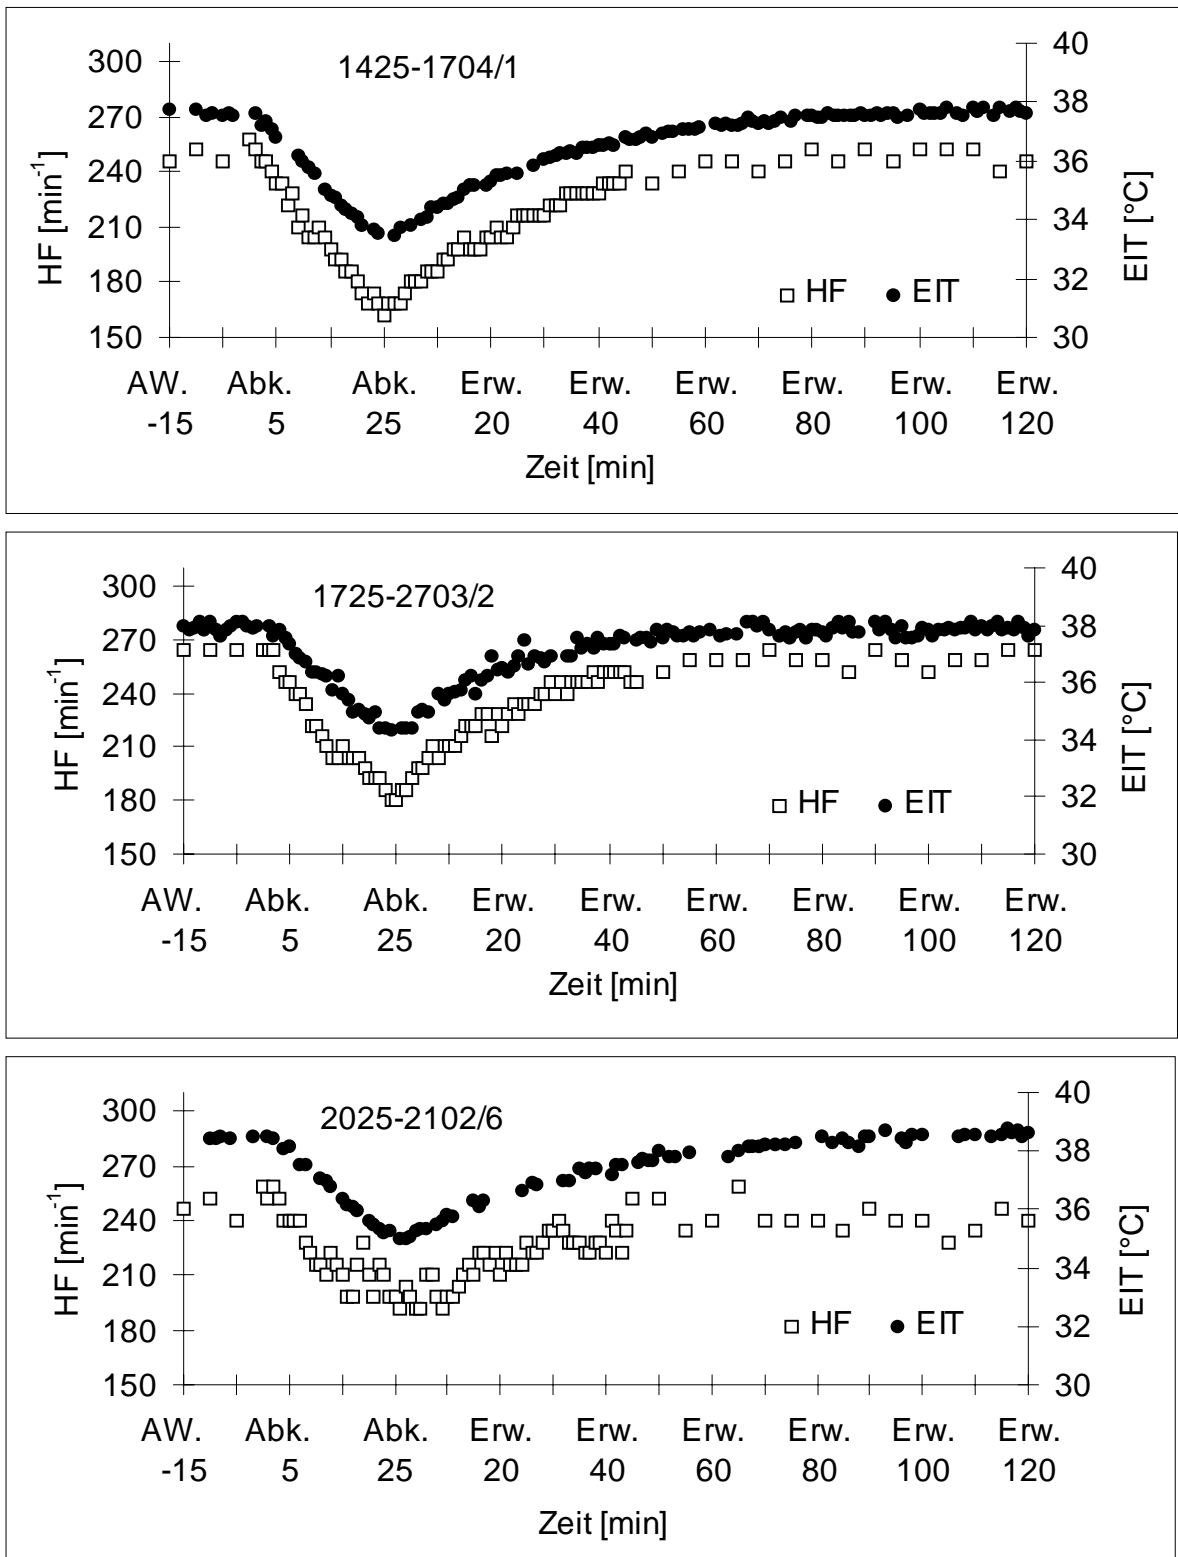 1425-1704/1
300
270
240
210
180
150
HF [min⁻¹]
40
38
36
34
32
30
EIT [°C]
HF EIT
AW. Abk. Abk. Erw. Erw. Erw. Erw. Erw. Erw.
-15 5 25 20 40 60 80 100 120
Zeit [min]
1725-2703/2
300
270
240
210
180
150
HF [min⁻¹]
40
38
36
34
32
30
EIT [°C]
HF EIT
AW. Abk. Abk. Erw. Erw. Erw. Erw. Erw. Erw.
-15 5 25 20 40 60 80 100 120
Zeit [min]
2025-2102/6
300
270
240
210
180
150
HF [min⁻¹]
40
38
36
34
32
30
EIT [°C]
HF EIT
AW. Abk. Abk. Erw. Erw. Erw. Erw. Erw. Erw.
-15 5 25 20 40 60 80 100 120
Zeit [min]